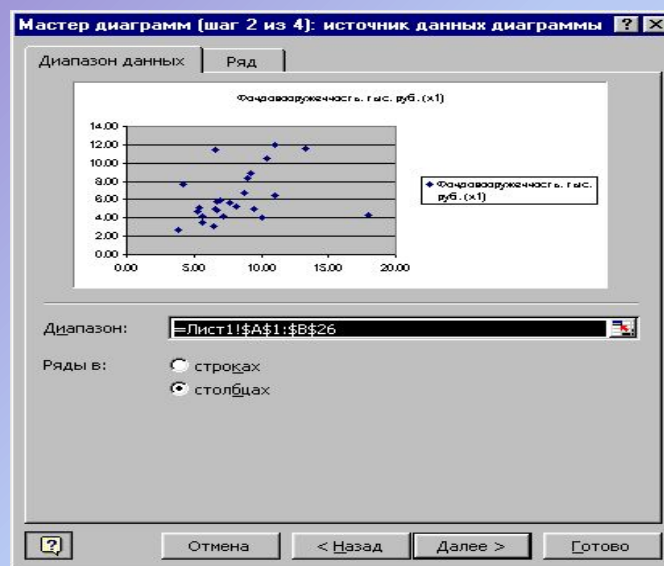 Мастер диаграмм (шаг 2 из 4): источник данных диаграммы
Диапазон данных
Ряд
Фондовооруженность, тыс. руб. (х1)
14.00
12.00
10.00
8.00
6.00
4.00
2.00
0.00
0.00 5.00 10.00 15.00 20.00
Фондовооруженность, тыс.
руб. (х1)
Диапазон: =Лист1!$A$1:$B$26
Ряды в: строках
столбцах
Отмена < Назад Далее > Готово